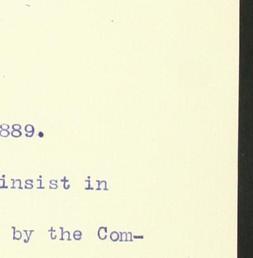 889.
insist in
by the Com-